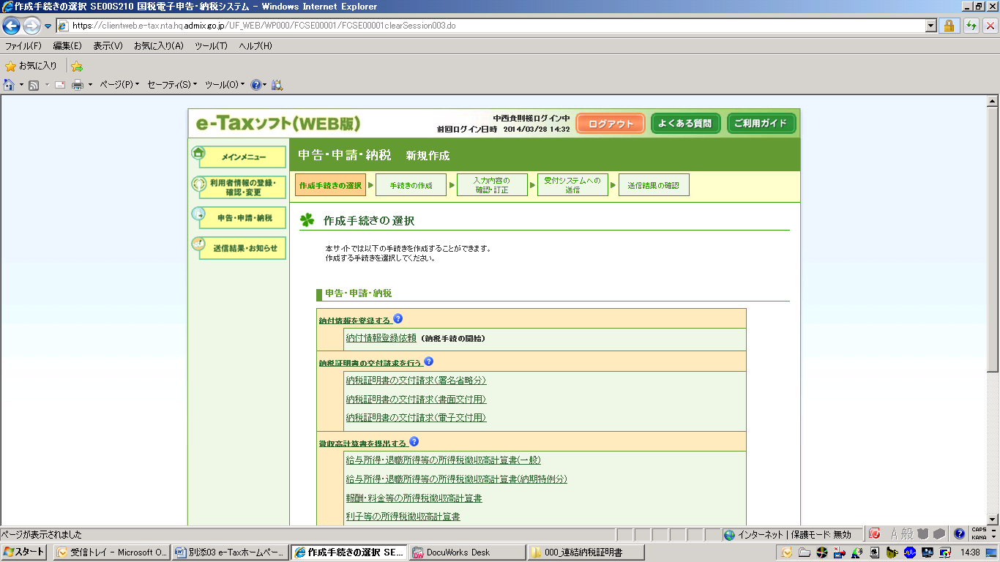 作成手続きの選択 SE00S210 国税電子申告・納税システム - Windows Internet Explorer
https://clientweb.e-tax.nta.hq.admix.go.jp/UF_WEB/WP000/FCSE00001/FCSE00001clearSession03.do
ファイル(F) 編集(E) 表示(V) お気に入り(A) ツール(T) ヘルプ(H)
お気に入り
ページ(P) セーフティ(S) ツール(O)
e-Taxソフト(WEB版)
中西貴則様ログイン中
前回ログイン日時 2014/03/28 14:32
ログアウト
よくある質問
ご利用ガイド
メインメニュー
利用者情報の登録・
確認・変更
申告・申請・納税
送信結果・お知らせ
申告・申請・納税 新規作成
作成手続きの選択
手続きの作成
入力内容の
確認・訂正
受付システムへの
送信
送信結果の確認
作成手続きの選択
本サイトでは以下の手続きを作成することができます。
作成する手続きを選択してください。
申告・申請・納税
納付情報を登録する
納付情報登録依頼 (納税手続の開始)
納税証明書の交付請求を行う
納税証明書の交付請求(署名省略分)
納税証明書の交付請求(書面交付用)
納税証明書の交付請求(電子交付用)
徴収高計算書を提出する
給与所得・退職所得等の所得税徴収高計算書(一般)
給与所得・退職所得等の所得税徴収高計算書(納期特例分)
報酬・料金等の所得税徴収高計算書
利子等の所得税徴収高計算書
ページが表示されました
インターネット | 保護モード: 無効
A 般
CAPS
KANA
スタート
受信トレイ - Microsoft O...
別添03 e-Taxホームペー...
作成手続きの選択 SE...
DocuWorks Desk
000_連結納税証明書
14:38